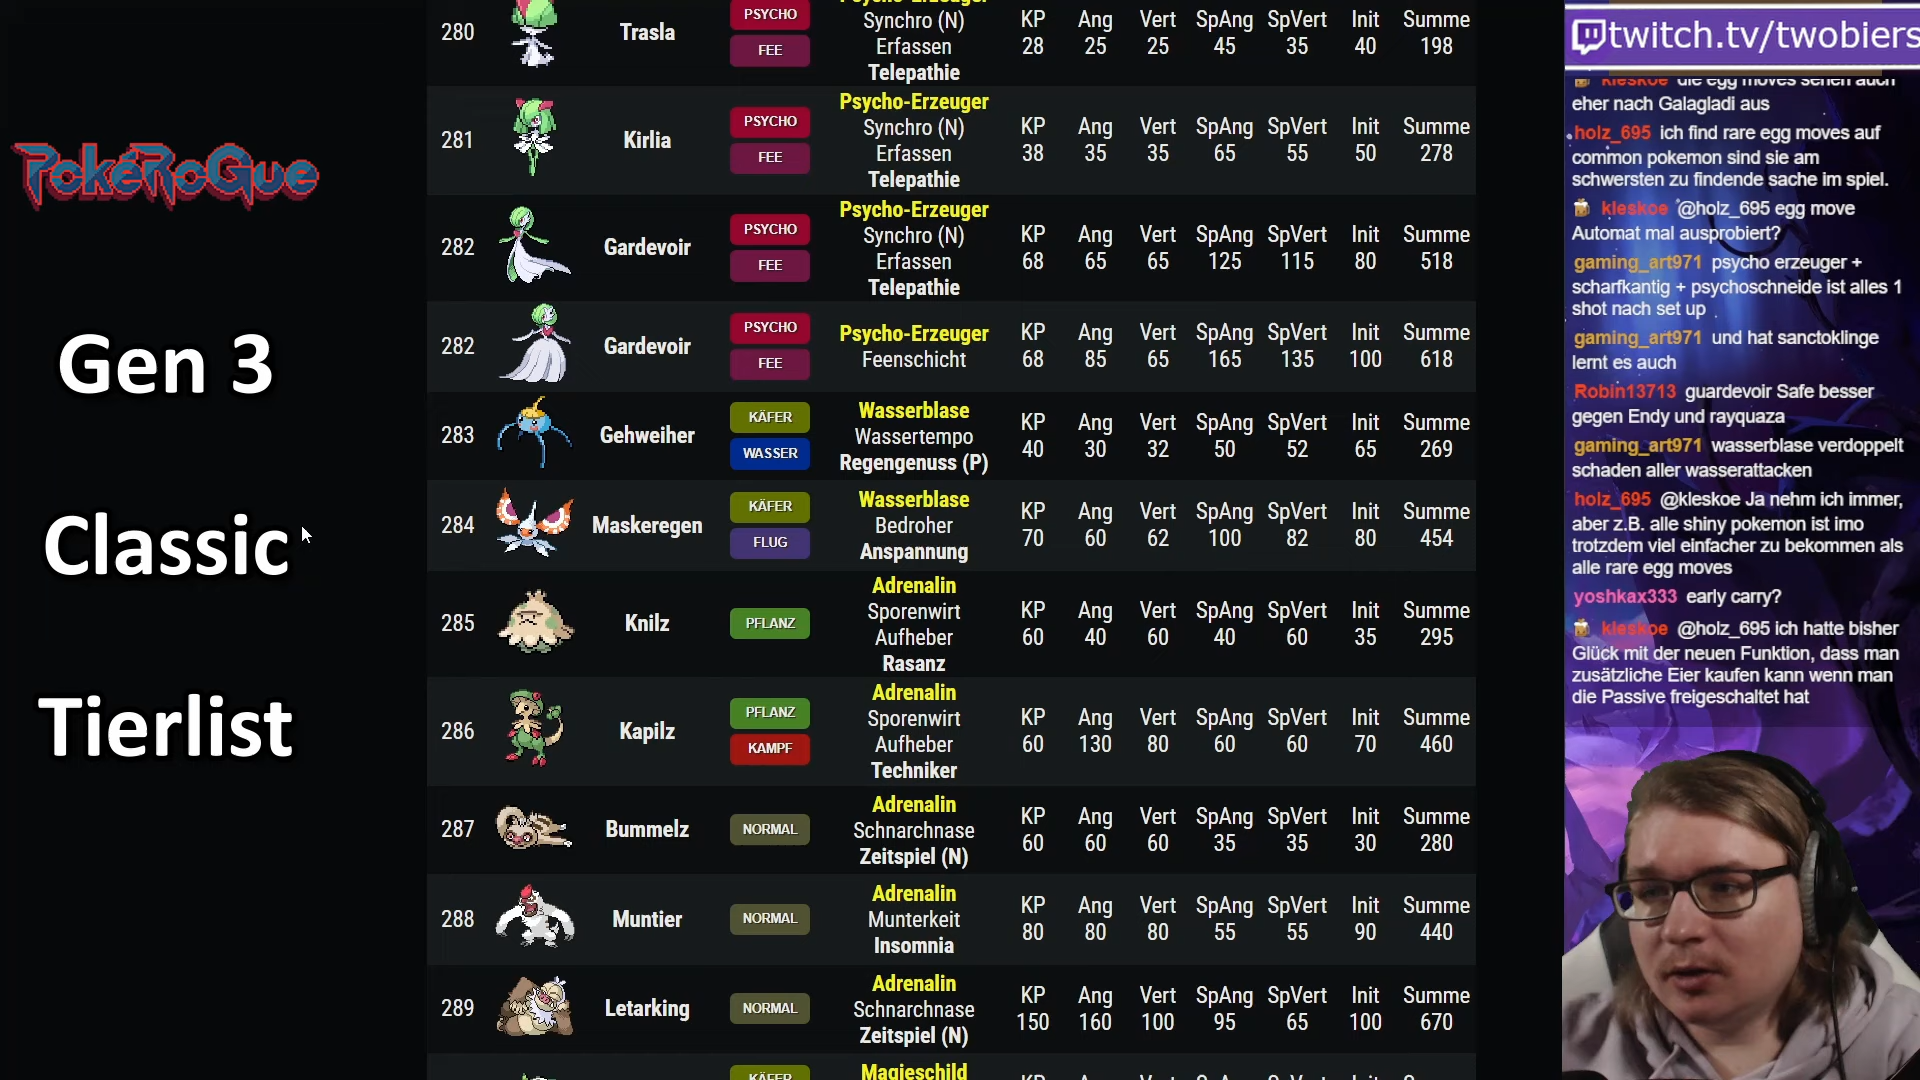 PokéRoGue
Gen 3
Classic
Tierlist
280 Trasla PSYCHO FEE
Psycho-Erzeuger
Synchro (N)
Erfassen
Telepathie
KP Ang Vert SpAng SpVert Init Summe
28 25 25 45 35 40 198
281 Kirlia PSYCHO FEE
Psycho-Erzeuger
Synchro (N)
Erfassen
Telepathie
KP Ang Vert SpAng SpVert Init Summe
38 35 35 65 55 50 278
282 Gardevoir PSYCHO FEE
Psycho-Erzeuger
Synchro (N)
Erfassen
Telepathie
KP Ang Vert SpAng SpVert Init Summe
68 65 65 125 115 80 518
282 Gardevoir PSYCHO FEE
Psycho-Erzeuger
Feenschicht
KP Ang Vert SpAng SpVert Init Summe
68 85 65 165 135 100 618
283 Gehweiher KÄFER WASSER
Wasserblase
Wassertempo
Regengenuss (P)
KP Ang Vert SpAng SpVert Init Summe
40 30 32 50 52 65 269
284 Maskeregen KÄFER FLUG
Wasserblase
Bedroher
Anspannung
KP Ang Vert SpAng SpVert Init Summe
70 60 62 100 82 80 454
285 Knilz PFLANZ
Adrenalin
Sporenwirt
Aufheber
Rasanz
KP Ang Vert SpAng SpVert Init Summe
60 40 60 40 60 35 295
286 Kapilz PFLANZ KAMPF
Adrenalin
Sporenwirt
Aufheber
Techniker
KP Ang Vert SpAng SpVert Init Summe
60 130 80 60 60 70 460
287 Bummelz NORMAL
Adrenalin
Schnarchnase
Zeitspiel (N)
KP Ang Vert SpAng SpVert Init Summe
60 60 60 35 35 30 280
288 Muntier NORMAL
Adrenalin
Munterkeit
Insomnia
KP Ang Vert SpAng SpVert Init Summe
80 80 80 55 55 90 440
289 Letarking NORMAL
Adrenalin
Schnarchnase
Zeitspiel (N)
KP Ang Vert SpAng SpVert Init Summe
150 160 100 95 65 100 670
KÄFER
Magieschild
twitch.tv/twobiers
kleskoe die egg moves sehen auch
eher nach Galagladi aus
holz_695 ich find rare egg moves auf
common pokemon sind sie am
schwersten zu findende sache im spiel.
kleskoe @holz_695 egg move
Automat mal ausprobiert?
gaming_art971 psycho erzeuger +
scharfkantig + psychoschneide ist alles 1
shot nach set up
gaming_art971 und hat sanctoklinge
lernt es auch
Robin13713 guardevoir Safe besser
gegen Endy und rayquaza
gaming_art971 wasserblase verdoppelt
schaden aller wasserattacken
holz_695 @kleskoe Ja nehm ich immer,
aber z.B. alle shiny pokemon ist imo
trotzdem viel einfacher zu bekommen als
alle rare egg moves
yoshkax333 early carry?
kleskoe @holz_695 ich hatte bisher
Glück mit der neuen Funktion, dass man
zusätzliche Eier kaufen kann wenn man
die Passive freigeschaltet hat